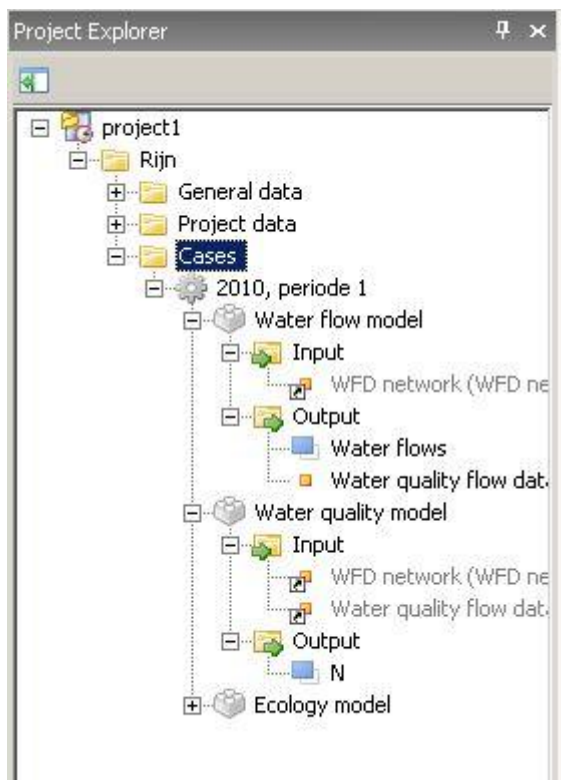 Project Explorer
project1
Rijn
General data
Project data
Cases
2010, periode 1
Water flow model
Input
WFD network (WFD ne
Output
Water flows
Water quality flow dat
Water quality model
Input
WFD network (WFD ne
Water quality flow dat
Output
N
Ecology model